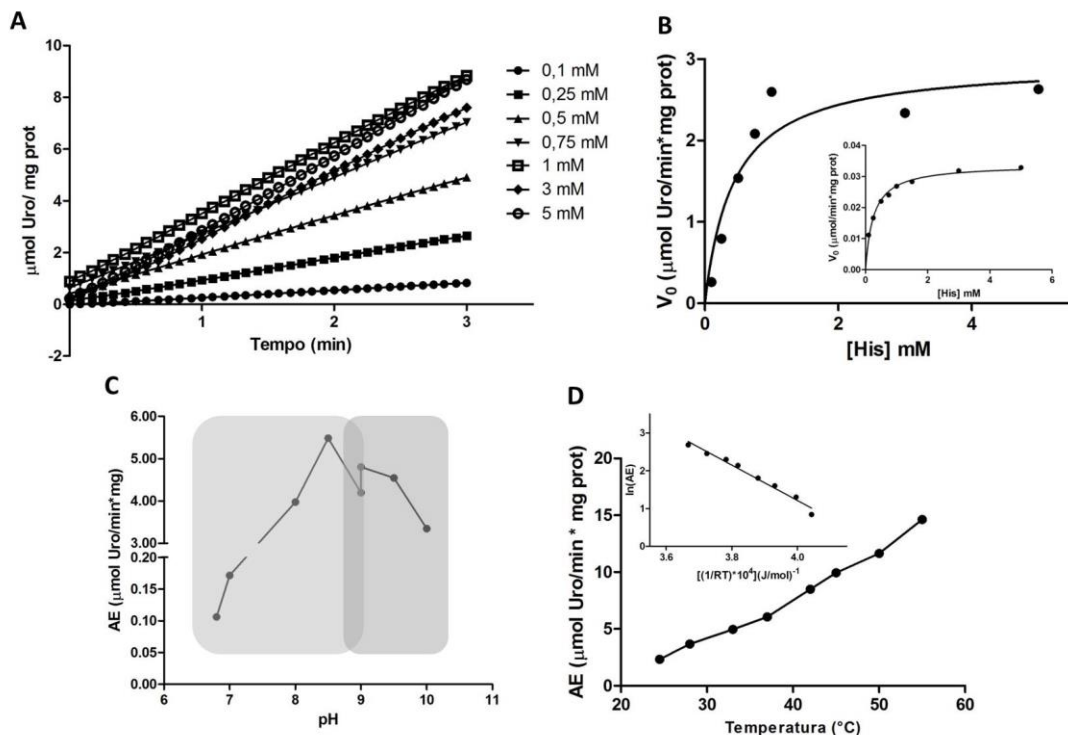 A
μmol Uro/ mg prot
10
8
6
4
2
0
-2
1
2
3
Tempo (min)
0,1 mM
0,25 mM
0,5 mM
0,75 mM
1 mM
3 mM
5 mM
B
V0 (μmol Uro/min*mg prot)
3
2
1
0
0
2
4
[His] mM
V0 (μmol/min*mg prot)
0.04
0.03
0.02
0.01
0.00
0
2
4
6
[His] mM
C
AE (μmol Uro/min*mg)
6.00
5.00
4.00
3.00
0.20
0.15
0.10
0.05
0.00
6
7
8
9
10
11
pH
D
AE (μmol Uro/min * mg prot)
20
15
10
5
0
20
30
40
50
60
Temperatura (°C)
ln(AE)
3
2
1
0
3.6
3.8
4.0
[(1/RT)*10⁴](J/mol)⁻¹